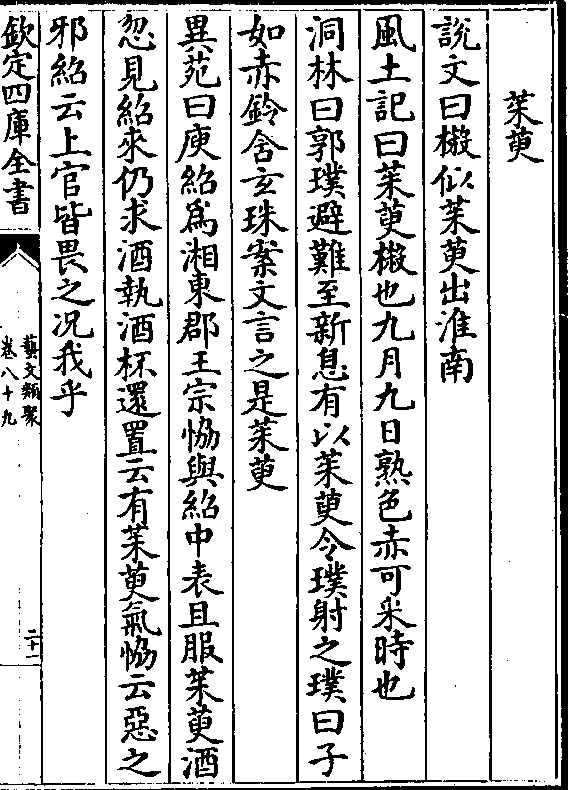 茱萸
說文曰樧似茱萸出淮南
風土記曰茱萸樧也九月九日熟色赤可采時也
洞林曰郭璞避難至新息有以茱萸令璞射之璞曰子
如赤鈴含玄珠案文言之是茱萸
異苑曰庾紹為湘東郡王宗協與紹中表且服茱萸酒
忽見紹來仍求酒執酒杯還置云有茱萸氣協云惡之
邪紹云上官皆畏之况我乎
欽定四庫全書
藝文類聚
卷八十九
二十一